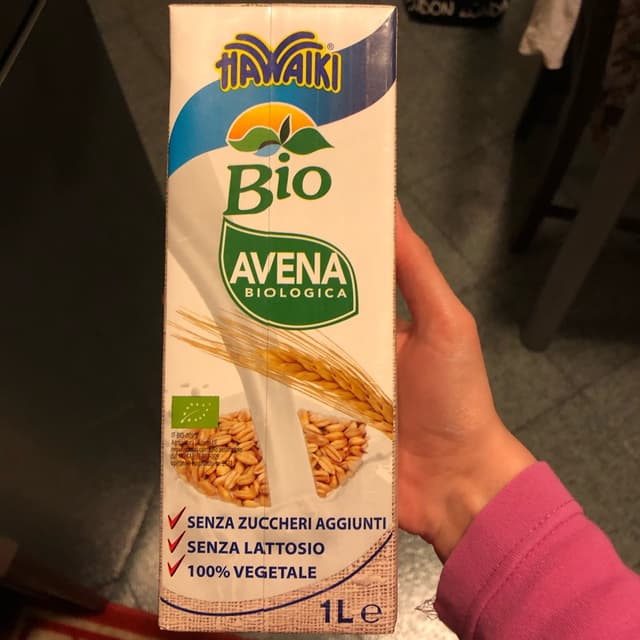 HAWAIKI®
Bio
AVENA
BIOLOGICA
SENZA ZUCCHERI AGGIUNTI
SENZA LATTOSIO
100% VEGETALE
1L ℮